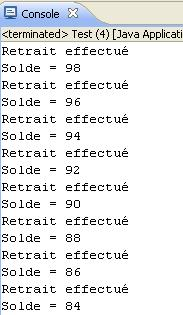 Console
<terminated> Test (4) [Java Applicati
Retrait effectué
Solde = 98
Retrait effectué
Solde = 96
Retrait effectué
Solde = 94
Retrait effectué
Solde = 92
Retrait effectué
Solde = 90
Retrait effectué
Solde = 88
Retrait effectué
Solde = 86
Retrait effectué
Solde = 84